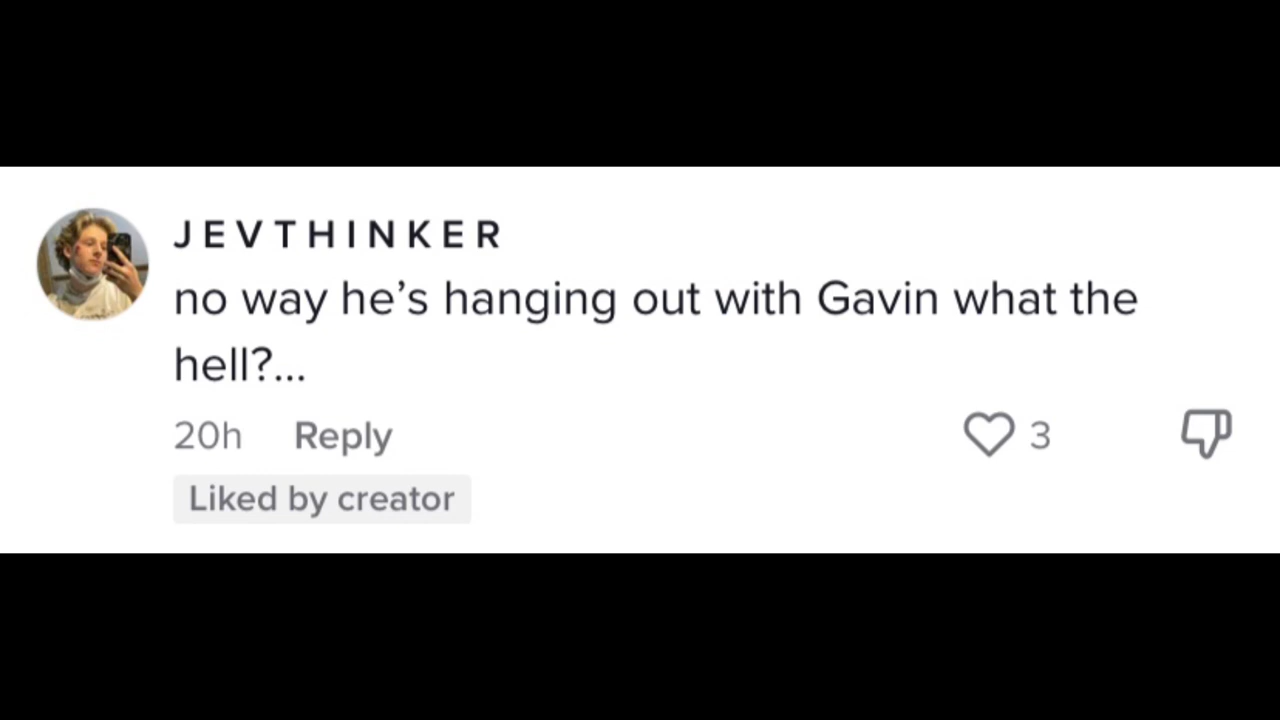 JEVTHINKER
no way he’s hanging out with Gavin what the
hell?...
20h Reply 3
Liked by creator